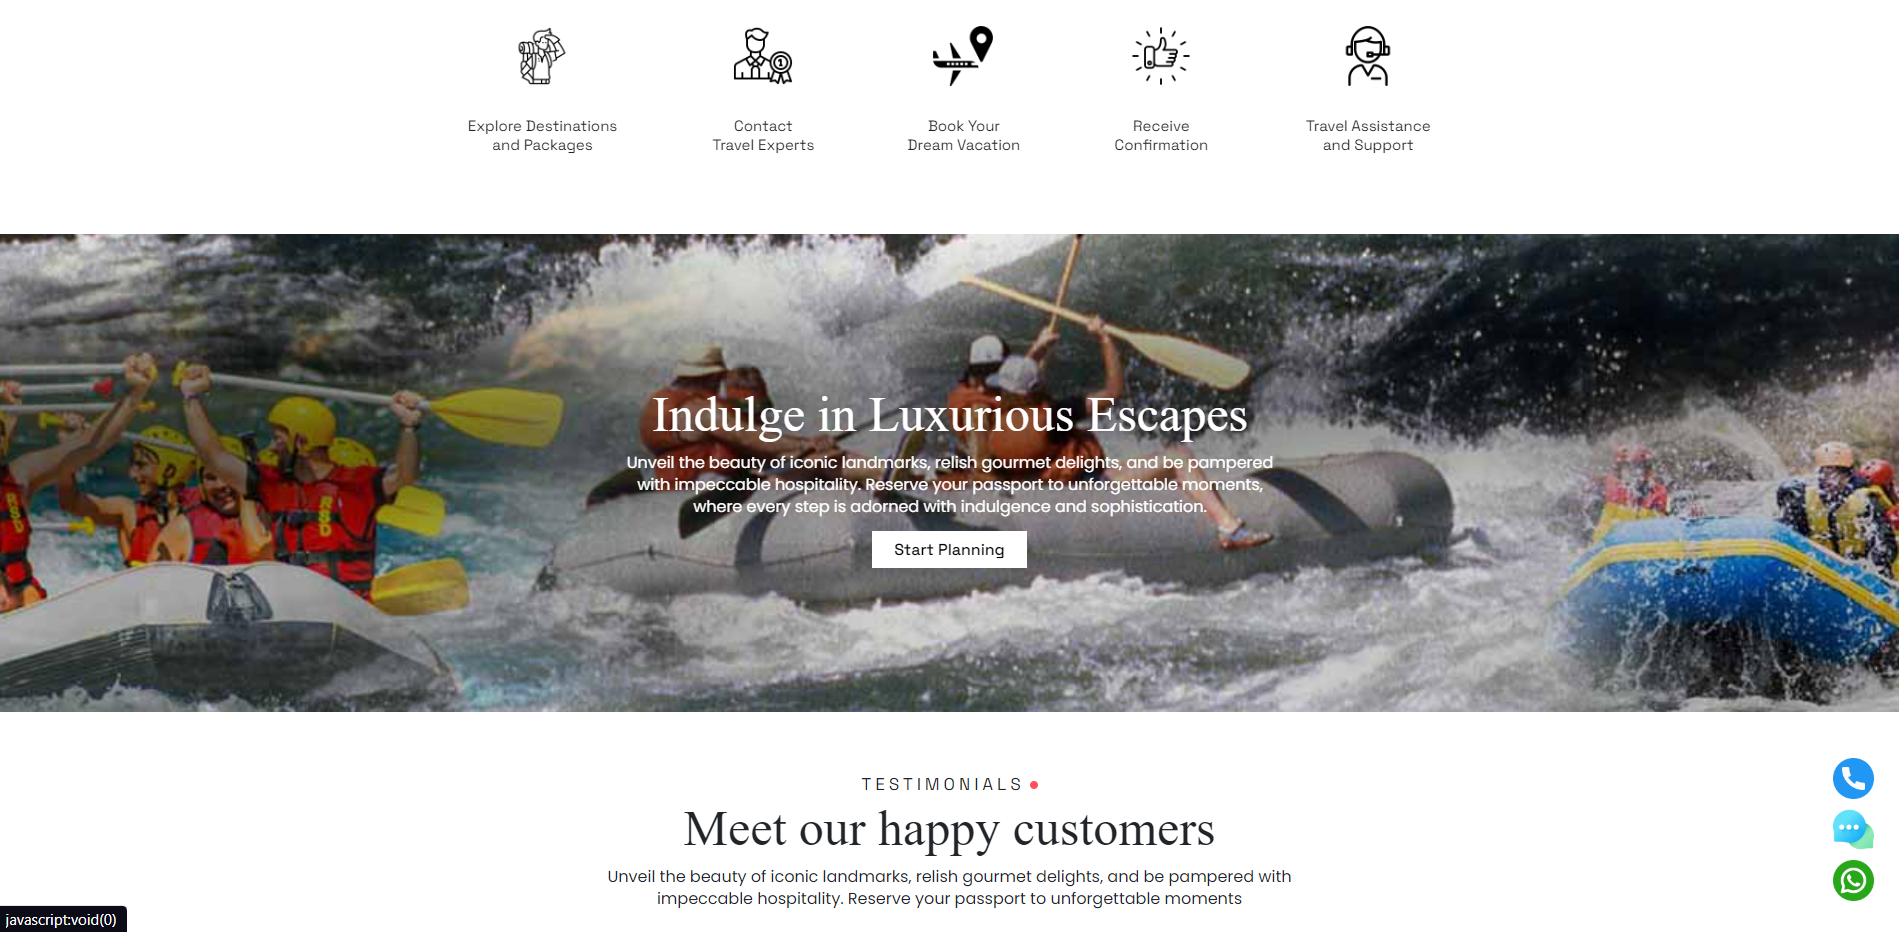 Explore Destinations
and Packages
Contact
Travel Experts
Book Your
Dream Vacation
Receive
Confirmation
Travel Assistance
and Support
Indulge in Luxurious Escapes
Unveil the beauty of iconic landmarks, relish gourmet delights, and be pampered
with impeccable hospitality. Reserve your passport to unforgettable moments,
where every step is adorned with indulgence and sophistication.
Start Planning
TESTIMONIALS
Meet our happy customers
Unveil the beauty of iconic landmarks, relish gourmet delights, and be pampered with
impeccable hospitality. Reserve your passport to unforgettable moments
javascript:void(0)